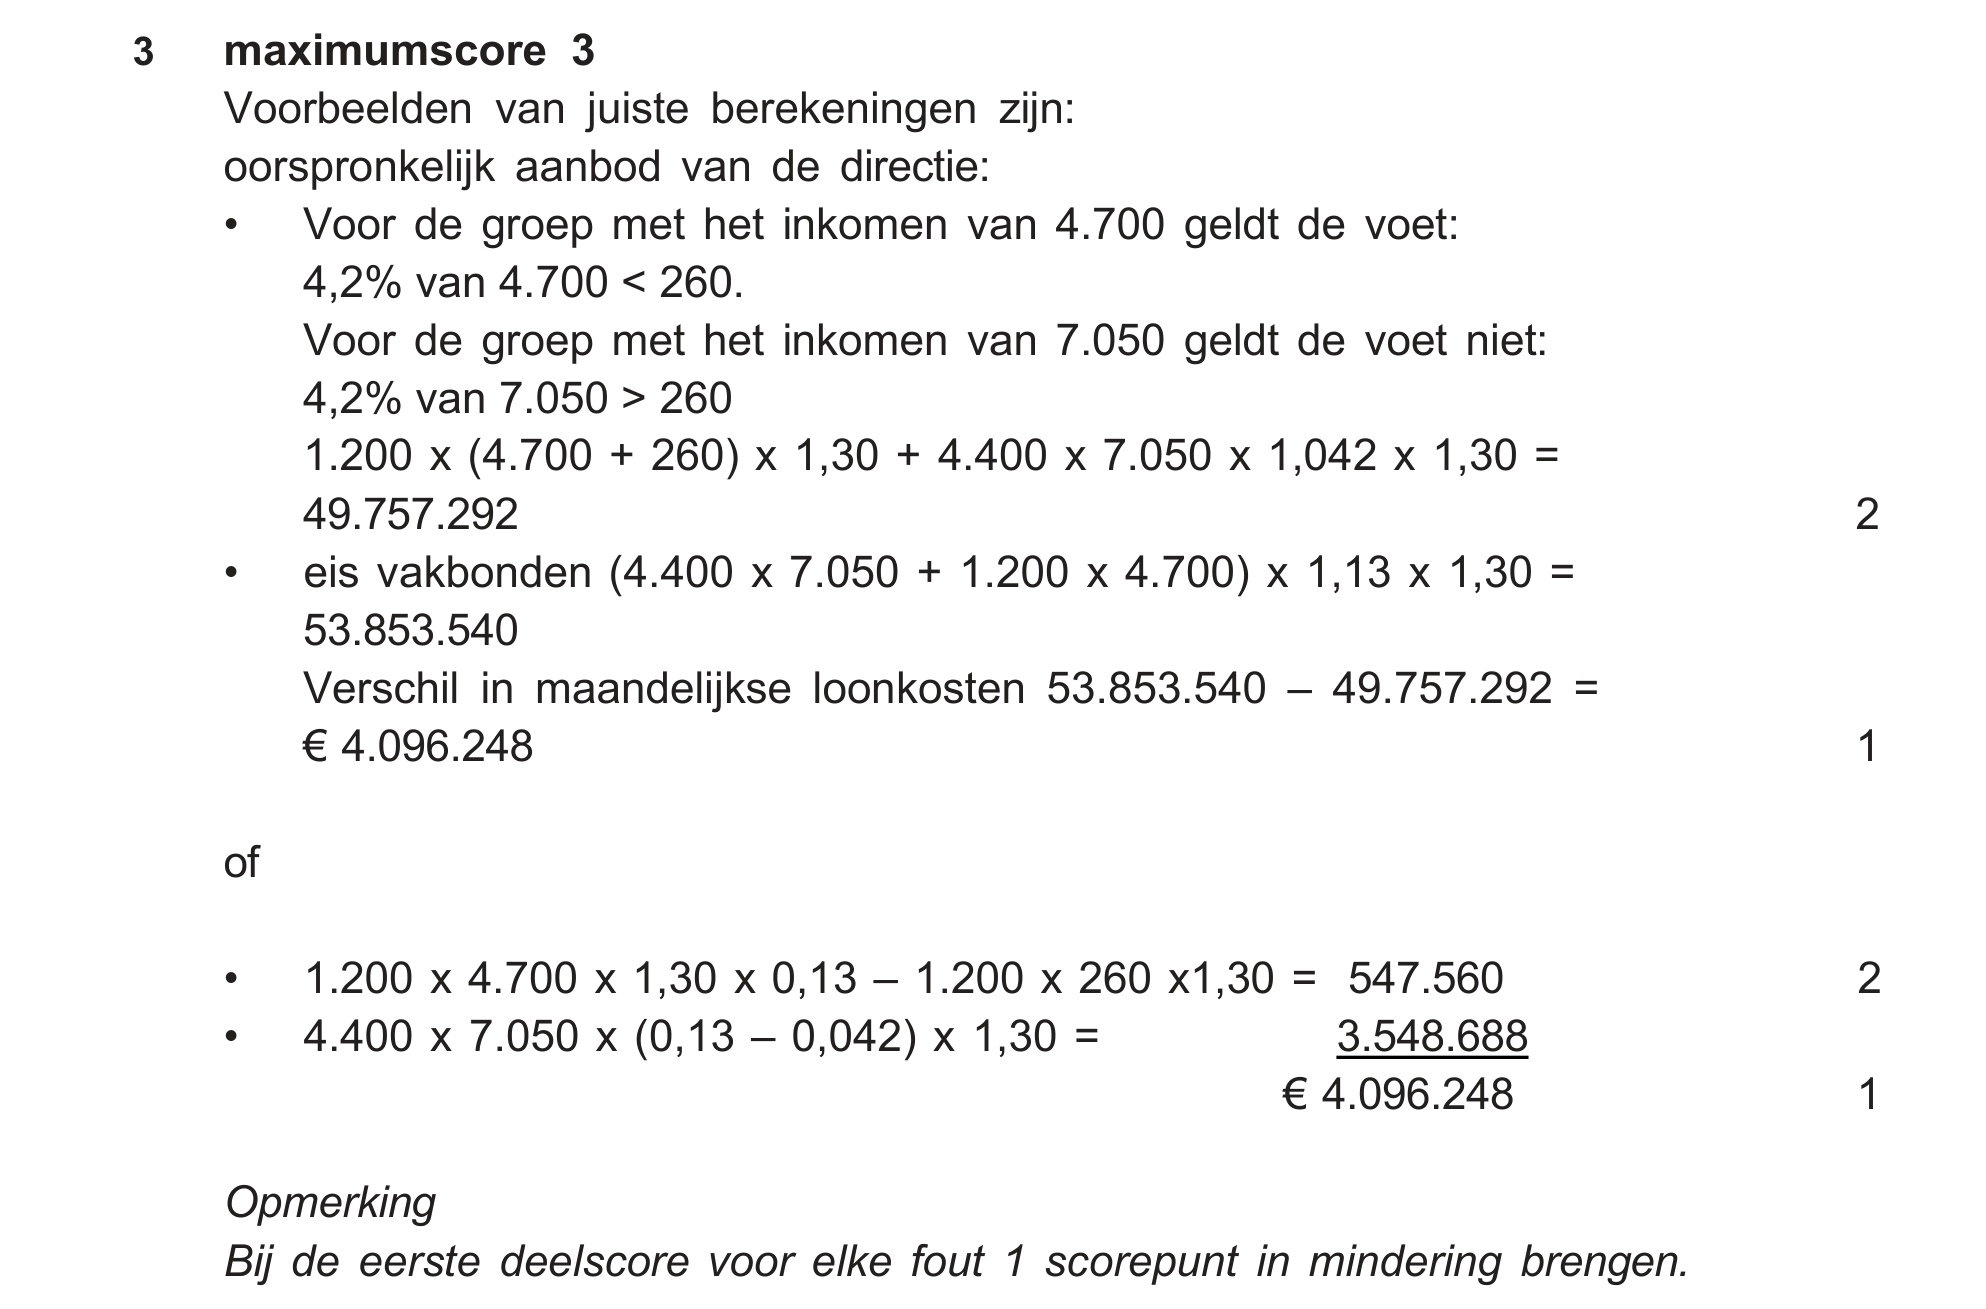 3 maximumscore 3
Voorbeelden van juiste berekeningen zijn:
oorspronkelijk aanbod van de directie:
• Voor de groep met het inkomen van 4.700 geldt de voet:
4,2% van 4.700 < 260.
Voor de groep met het inkomen van 7.050 geldt de voet niet:
4,2% van 7.050 > 260
1.200 x (4.700 + 260) x 1,30 + 4.400 x 7.050 x 1,042 x 1,30 =
49.757.292 2
• eis vakbonden (4.400 x 7.050 + 1.200 x 4.700) x 1,13 x 1,30 =
53.853.540
Verschil in maandelijkse loonkosten 53.853.540 – 49.757.292 =
€ 4.096.248 1
of
• 1.200 x 4.700 x 1,30 x 0,13 – 1.200 x 260 x1,30 = 547.560 2
• 4.400 x 7.050 x (0,13 – 0,042) x 1,30 = 3.548.688
€ 4.096.248 1
Opmerking
Bij de eerste deelscore voor elke fout 1 scorepunt in mindering brengen.